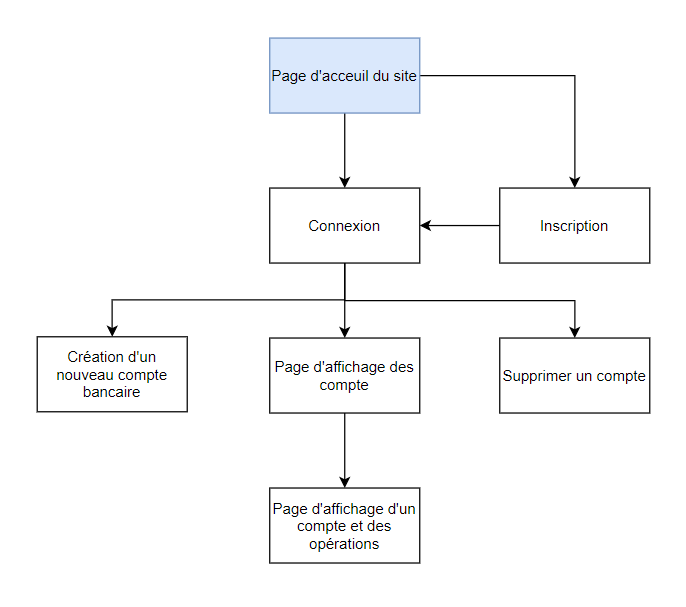 Page d'acceuil du site
Connexion
Inscription
Création d'un
nouveau compte
bancaire
Page d'affichage des
compte
Supprimer un compte
Page d'affichage d'un
compte et des
opérations